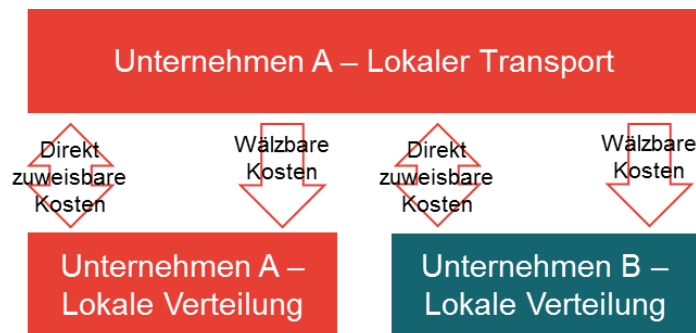 Unternehmen A – Lokaler Transport
Direkt
zuweisbare
Kosten
Wälzbare
Kosten
Direkt
zuweisbare
Kosten
Wälzbare
Kosten
Unternehmen A –
Lokale Verteilung
Unternehmen B –
Lokale Verteilung